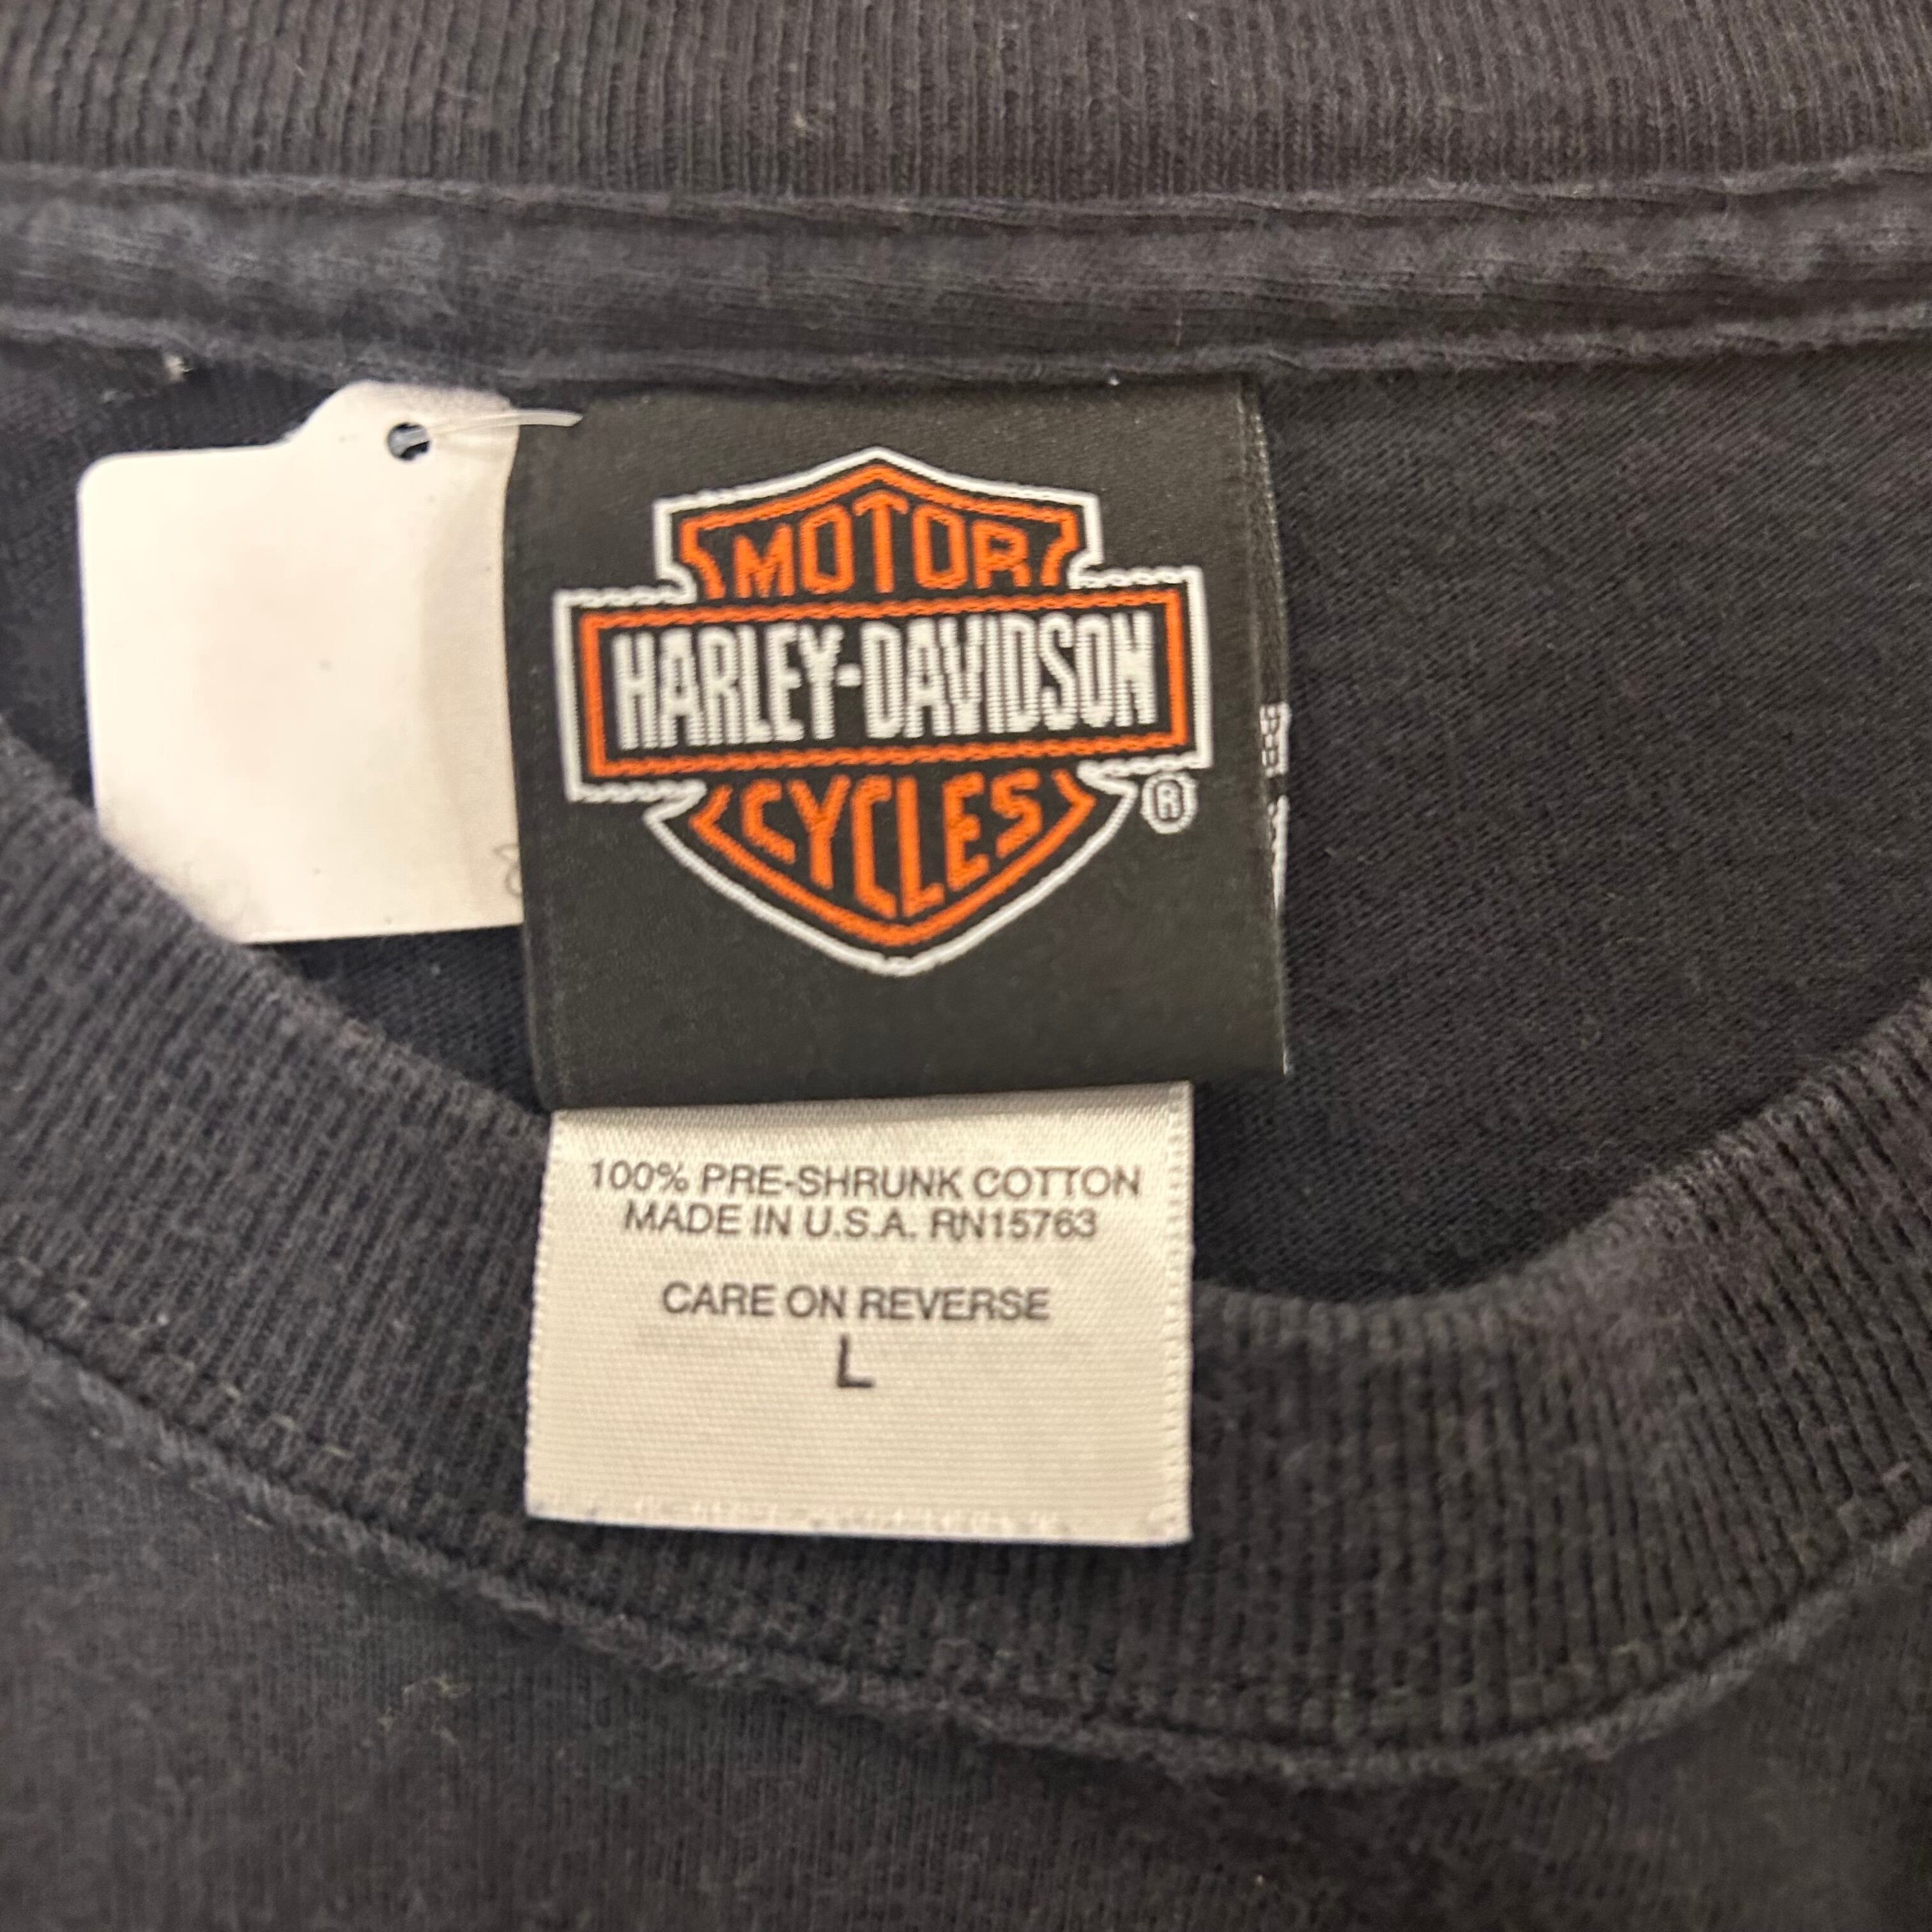 MOTOR
HARLEY-DAVIDSON
CYCLES
®
100% PRE-SHRUNK COTTON
MADE IN U.S.A. RN15763
CARE ON REVERSE
L